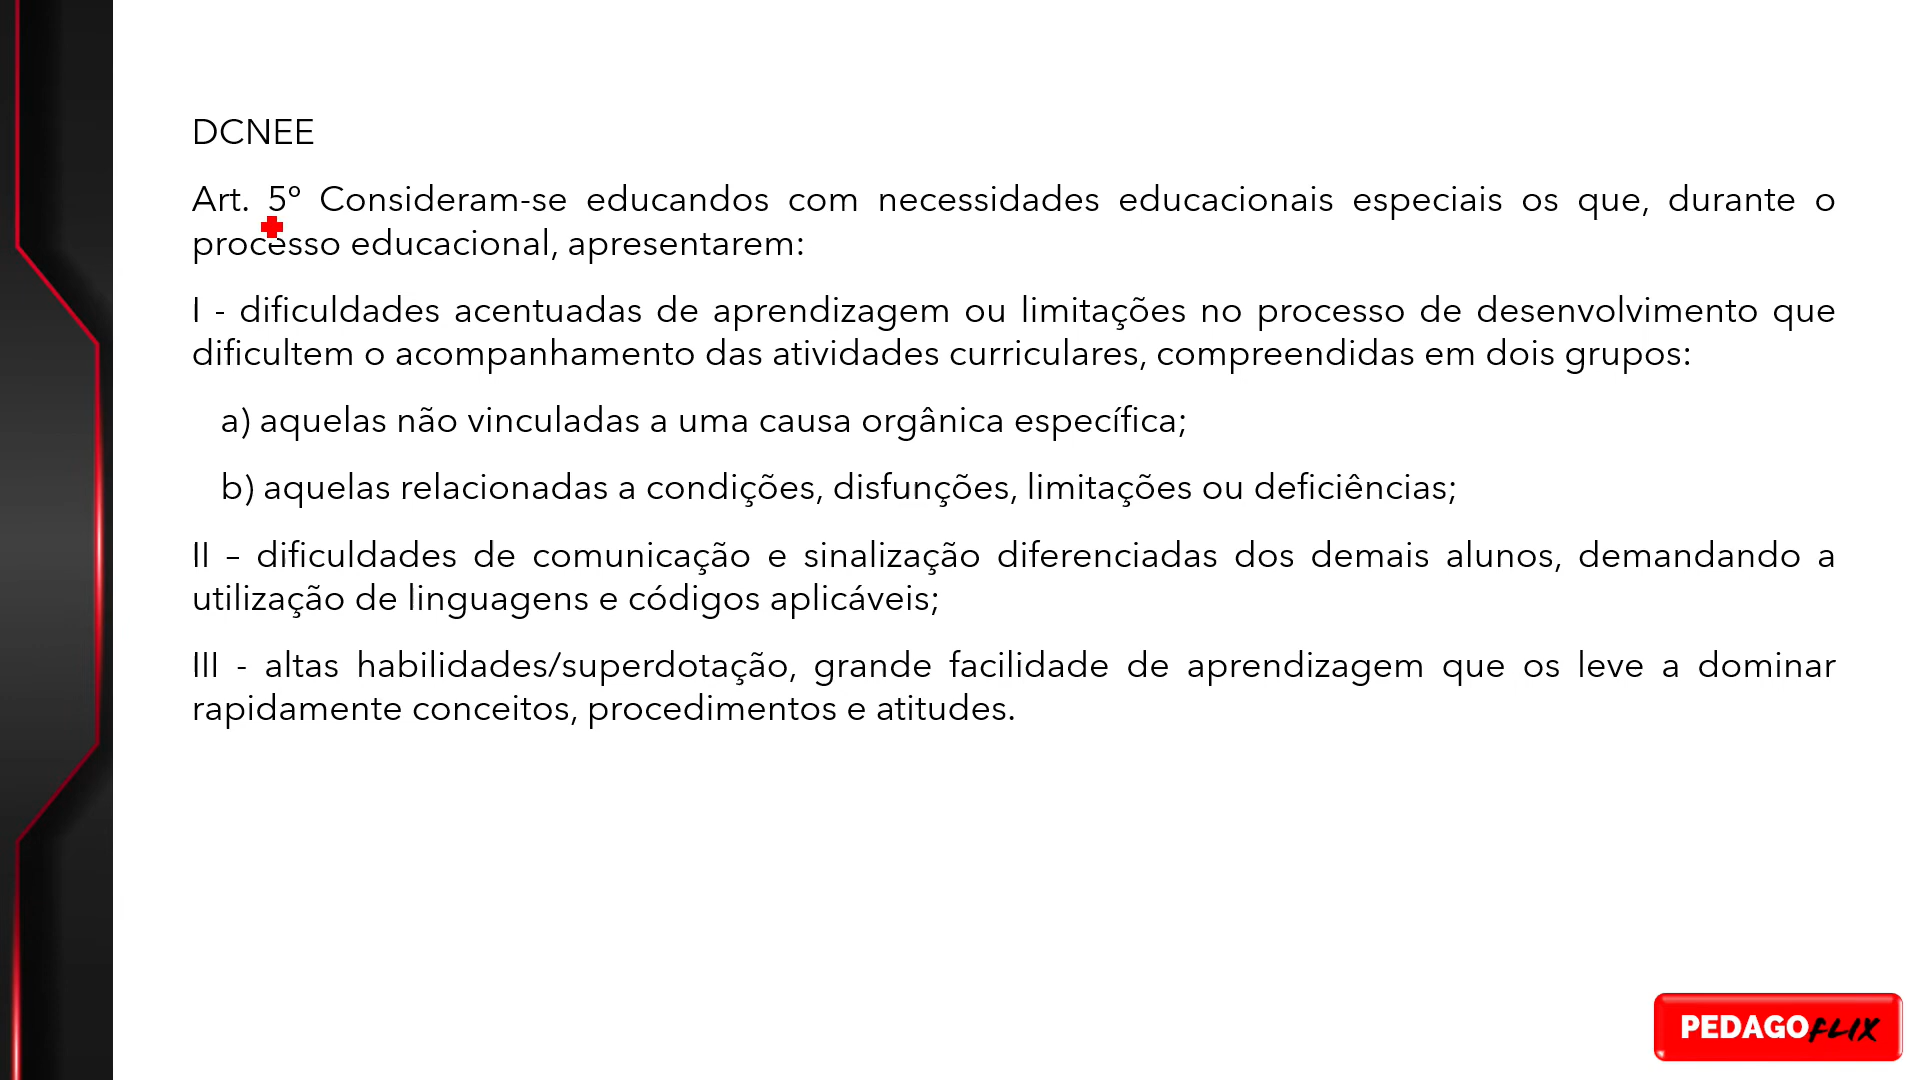 DCNEE
Art. 5º Consideram-se educandos com necessidades educacionais especiais os que, durante o
processo educacional, apresentarem:
I - dificuldades acentuadas de aprendizagem ou limitações no processo de desenvolvimento que
dificultem o acompanhamento das atividades curriculares, compreendidas em dois grupos:
a) aquelas não vinculadas a uma causa orgânica específica;
b) aquelas relacionadas a condições, disfunções, limitações ou deficiências;
II – dificuldades de comunicação e sinalização diferenciadas dos demais alunos, demandando a
utilização de linguagens e códigos aplicáveis;
III - altas habilidades/superdotação, grande facilidade de aprendizagem que os leve a dominar
rapidamente conceitos, procedimentos e atitudes.
PEDAGOFLIX